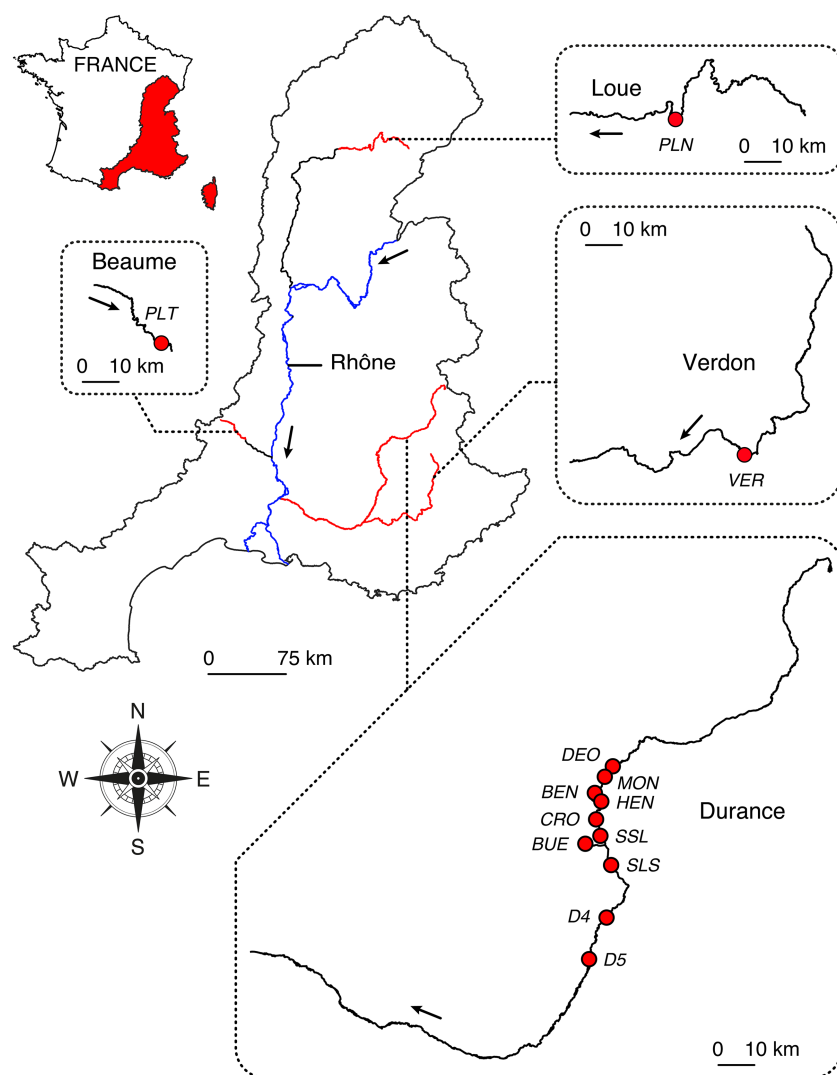 FRANCE
Loue
PLN
0 10 km
Beaume
PLT
0 10 km
0 10 km
Verdon
VER
Rhône
0 75 km
N
W E
S
DEO
MON
BEN
HEN
CRO
SSL
BUE
SLS
D4
D5
Durance
0 10 km